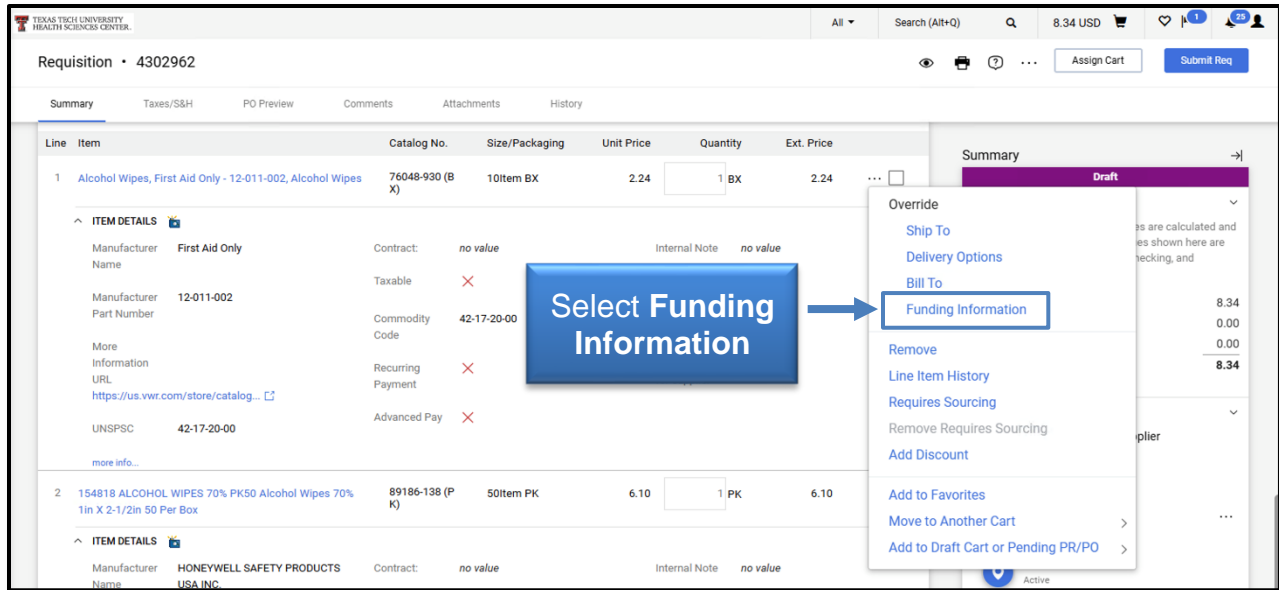 TEXAS TECH UNIVERSITY
HEALTH SCIENCES CENTER.
All
Search (Alt+Q)
8.34 USD
1
25
Requisition • 4302962
...
Assign Cart
Submit Req
Summary Taxes/S&H PO Preview Comments Attachments History
Line Item Catalog No. Size/Packaging Unit Price Quantity Ext. Price
1 Alcohol Wipes, First Aid Only - 12-011-002, Alcohol Wipes 76048-930 (B 10Item BX 2.24 1 BX 2.24 ...
X)
ITEM DETAILS
Manufacturer First Aid Only Contract: no value Internal Note no value
Name
Taxable
Manufacturer 12-011-002
Part Number
Commodity 42-17-20-00
Code
More
Information
URL
Recurring
Payment
https://us.vwr.com/store/catalog...
Advanced Pay
UNSPSC 42-17-20-00
more info...
2 154818 ALCOHOL WIPES 70% PK50 Alcohol Wipes 70% 89186-138 (P 50Item PK 6.10 1 PK 6.10
1in X 2-1/2in 50 Per Box K)
ITEM DETAILS
Manufacturer HONEYWELL SAFETY PRODUCTS Contract: no value Internal Note no value
Name USA INC.
Select Funding
Information
Override
Ship To
Delivery Options
Bill To
Funding Information
Remove
Line Item History
Requires Sourcing
Remove Requires Sourcing
Add Discount
Add to Favorites
Move to Another Cart
Add to Draft Cart or Pending PR/PO
Summary
Draft
es are calculated and
es shown here are
hecking, and
8.34
0.00
0.00
8.34
plier
...
Active